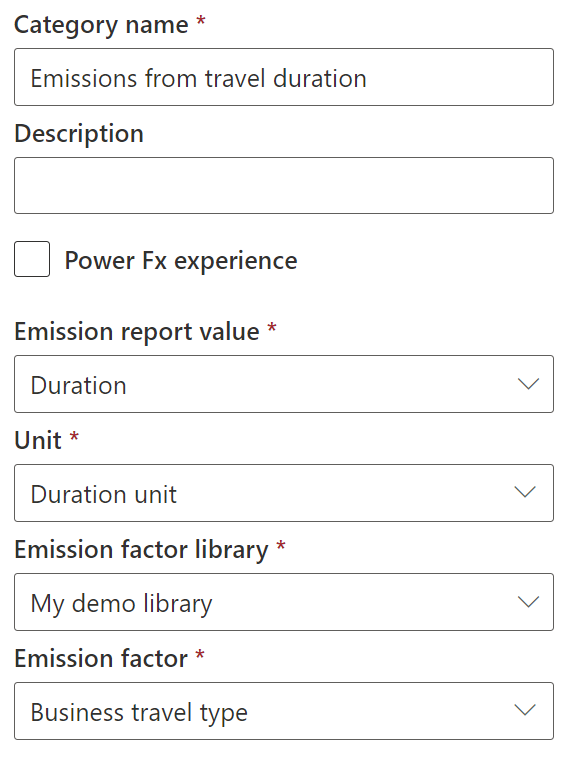 Category name *
Emissions from travel duration
Description
Power Fx experience
Emission report value *
Duration
Unit *
Duration unit
Emission factor library *
My demo library
Emission factor *
Business travel type